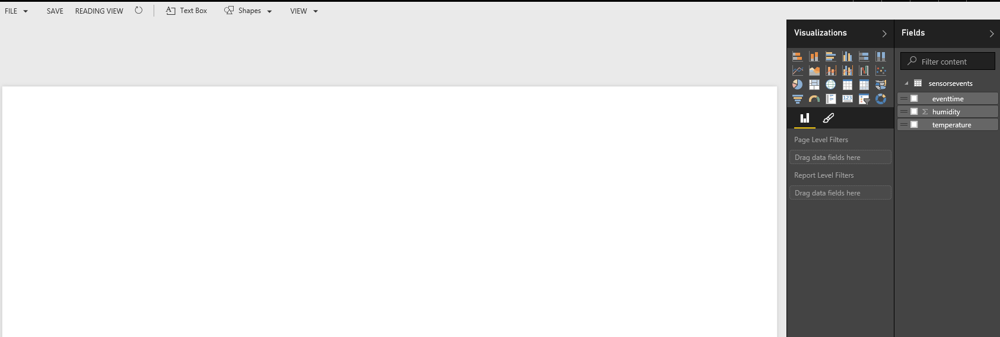 FILE SAVE READING VIEW Text Box Shapes VIEW
Visualizations
Fields
Filter content
sensorsevents
eventtime
Σ humidity
temperature
123
Page Level Filters
Drag data fields here
Report Level Filters
Drag data fields here